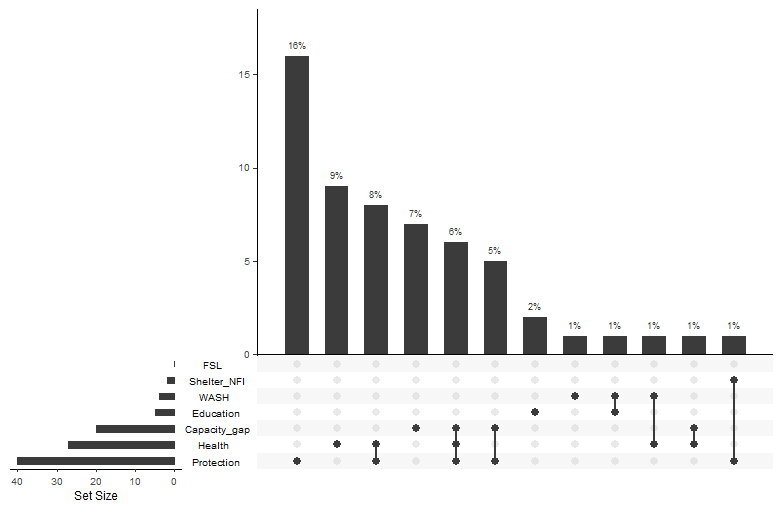 16%
15
9%
8%
10
7%
6%
5%
5
2%
1% 1% 1% 1% 1%
0
FSL
Shelter_NFI
WASH
Education
Capacity_gap
Health
Protection
40 30 20 10 0
Set Size